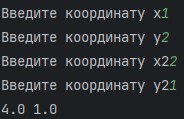 Введите координату x1
Введите координату y2
Введите координату x22
Введите координату y21
4.0 1.0